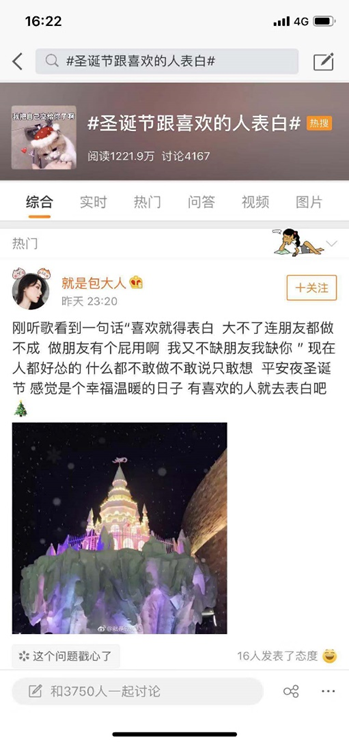 16:22
4G
#圣诞节跟喜欢的人表白#
#圣诞节跟喜欢的人表白# 热搜
阅读1221.9万 讨论4167
综合 实时 热门 问答 视频 图片
热门
就是包大人
昨天 23:20
十关注
刚听歌看到一句话“喜欢就得表白 大不了连朋友都做
不成 做朋友有个屁用啊 我又不缺朋友我缺你 ” 现在
人都好怂的 什么都不敢做不敢说只敢想 平安夜圣诞
节 感觉是个幸福温暖的日子 有喜欢的人就去表白吧
这个问题戳心了
16人发表了态度
和3750人一起讨论